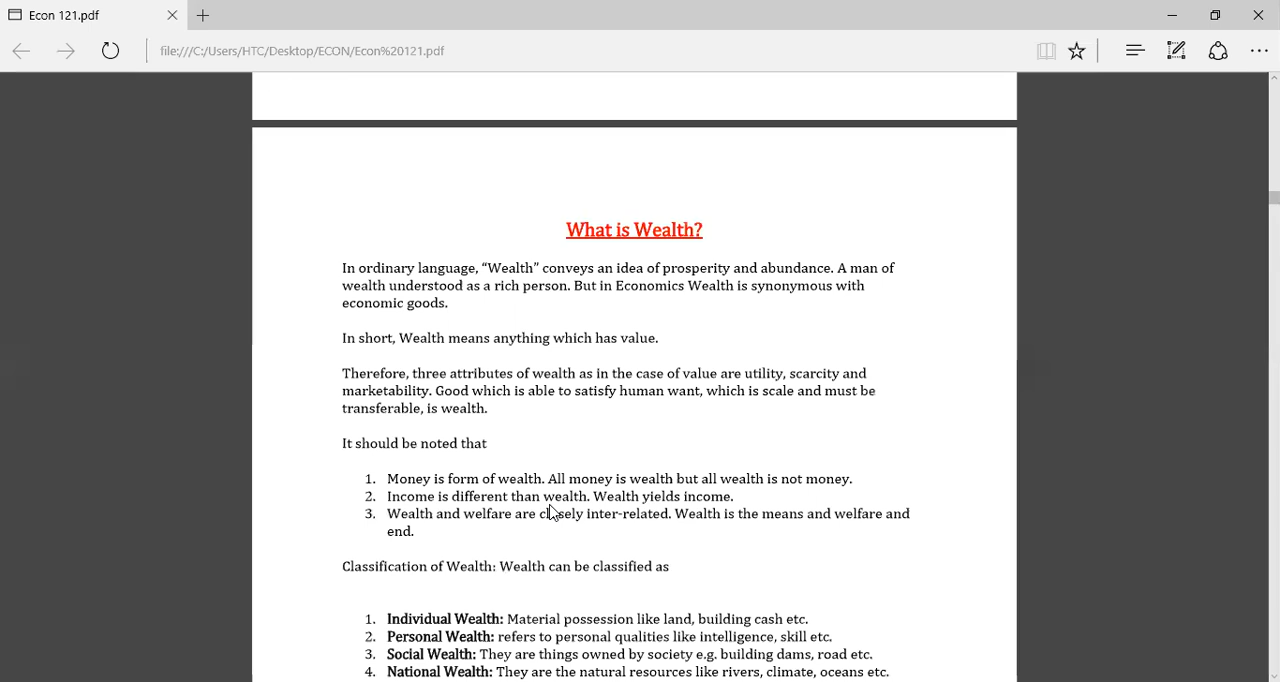 Econ 121.pdf
file:///C:/Users/HTC/Desktop/ECON/Econ%20121.pdf
What is Wealth?
In ordinary language, “Wealth” conveys an idea of prosperity and abundance. A man of
wealth understood as a rich person. But in Economics Wealth is synonymous with
economic goods.
In short, Wealth means anything which has value.
Therefore, three attributes of wealth as in the case of value are utility, scarcity and
marketability. Good which is able to satisfy human want, which is scale and must be
transferable, is wealth.
It should be noted that
1. Money is form of wealth. All money is wealth but all wealth is not money.
2. Income is different than wealth. Wealth yields income.
3. Wealth and welfare are closely inter-related. Wealth is the means and welfare and
end.
Classification of Wealth: Wealth can be classified as
1. Individual Wealth: Material possession like land, building cash etc.
2. Personal Wealth: refers to personal qualities like intelligence, skill etc.
3. Social Wealth: They are things owned by society e.g. building dams, road etc.
4. National Wealth: They are the natural resources like rivers, climate, oceans etc.